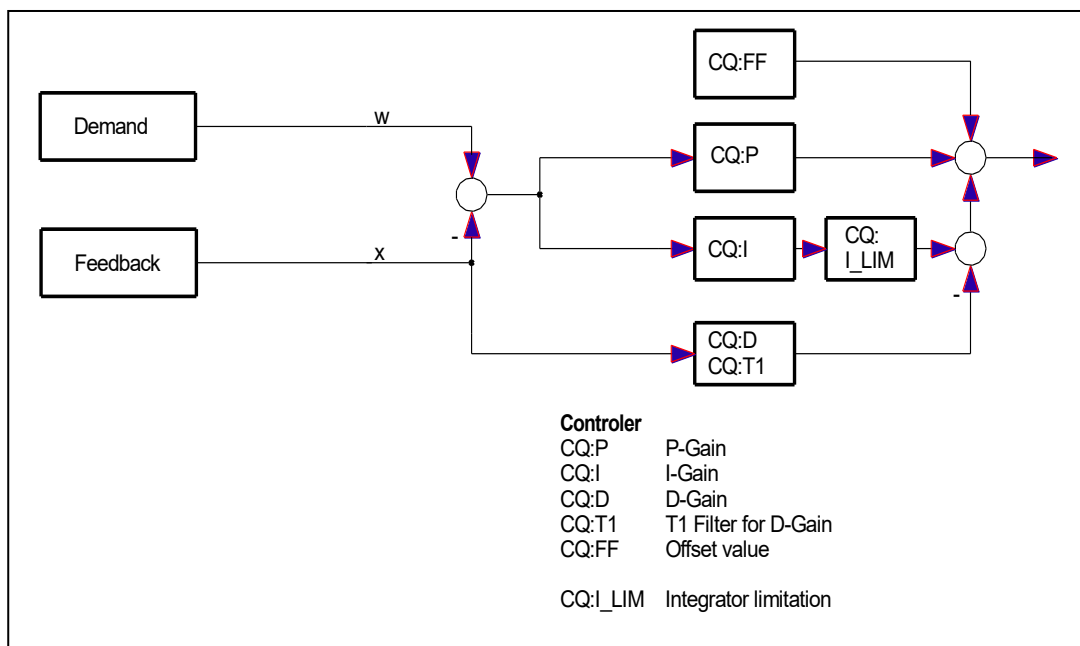 CQ:FF
Demand
w
CQ:P
-
Feedback
x
CQ:I
CQ:
I_LIM
-
CQ:D
CQ:T1
Controler
CQ:P P-Gain
CQ:I I-Gain
CQ:D D-Gain
CQ:T1 T1 Filter for D-Gain
CQ:FF Offset value
CQ:I_LIM Integrator limitation